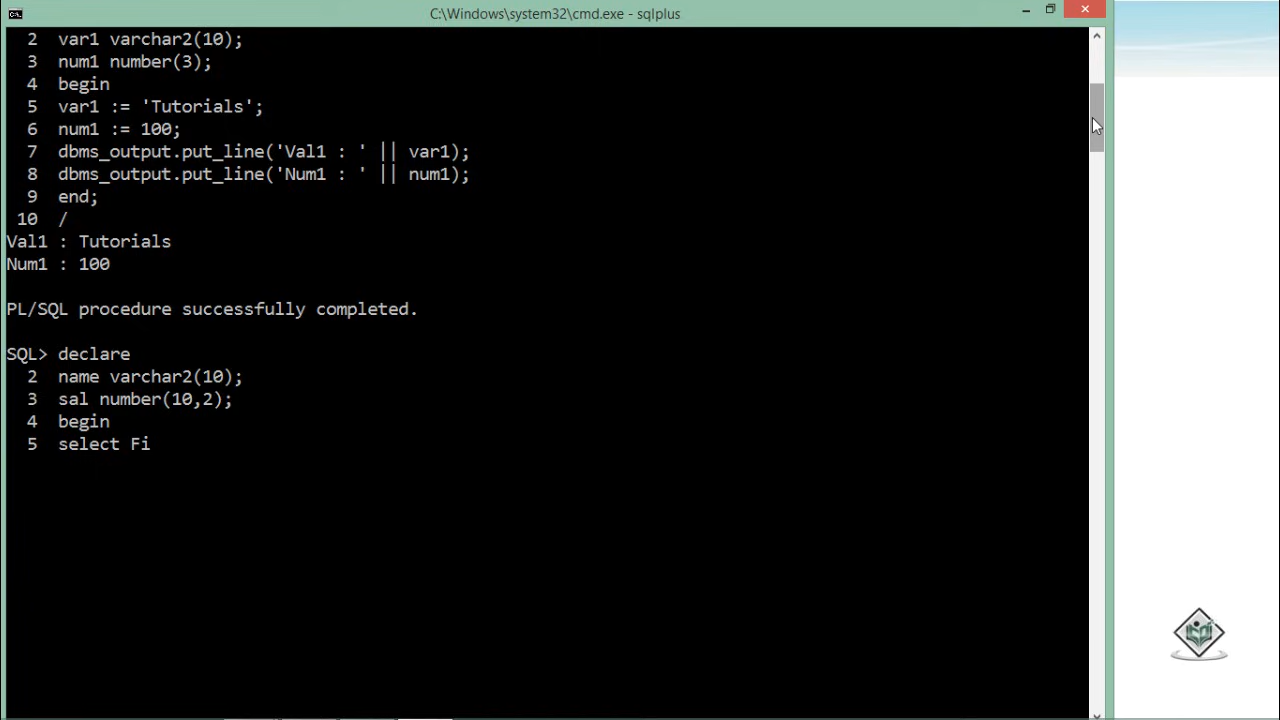 C:\Windows\system32\cmd.exe - sqlplus
2 var1 varchar2(10);
3 num1 number(3);
4 begin
5 var1 := 'Tutorials';
6 num1 := 100;
7 dbms_output.put_line('Val1 : ' || var1);
8 dbms_output.put_line('Num1 : ' || num1);
9 end;
10 /
Val1 : Tutorials
Num1 : 100
PL/SQL procedure successfully completed.
SQL> declare
2 name varchar2(10);
3 sal number(10,2);
4 begin
5 select Fi